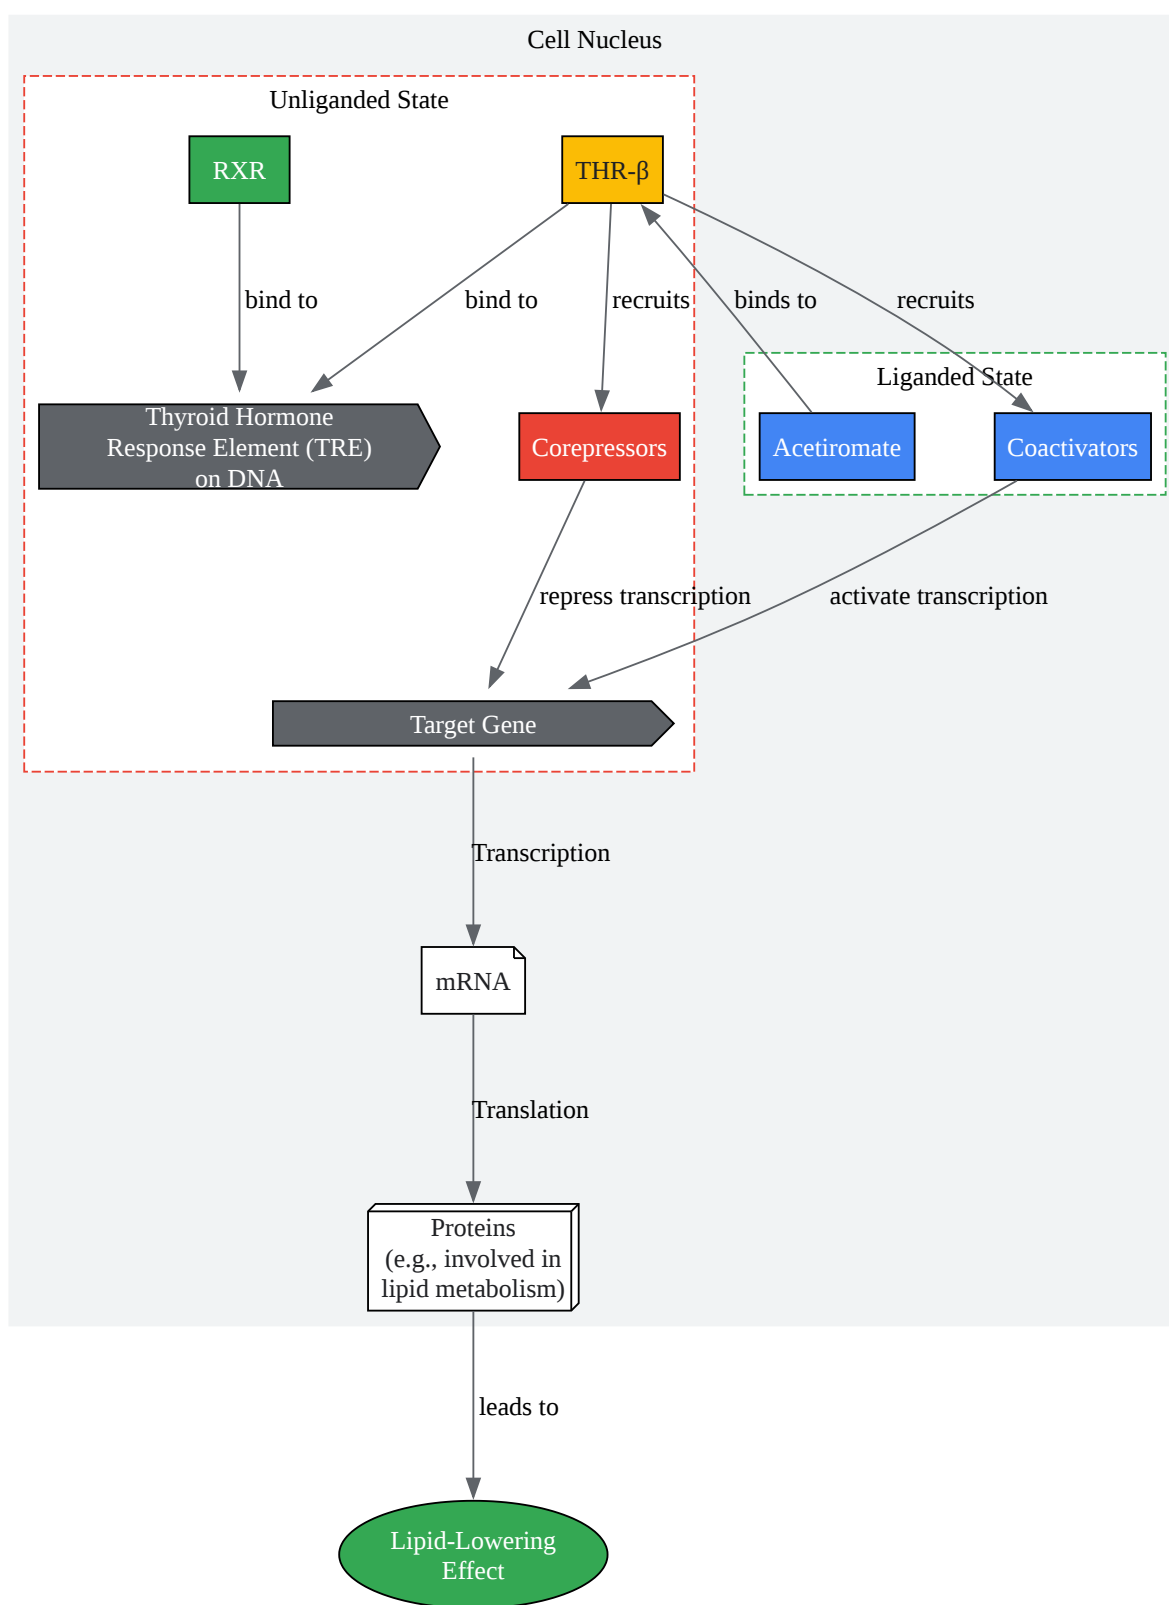 Cell Nucleus
Unliganded State
RXR
THR-β
bind to
bind to
recruits
binds to
recruits
Liganded State
Thyroid Hormone
Response Element (TRE)
on DNA
Corepressors
Acetiromate
Coactivators
repress transcription
activate transcription
Target Gene
Transcription
mRNA
Translation
Proteins
(e.g., involved in
lipid metabolism)
leads to
Lipid-Lowering
Effect